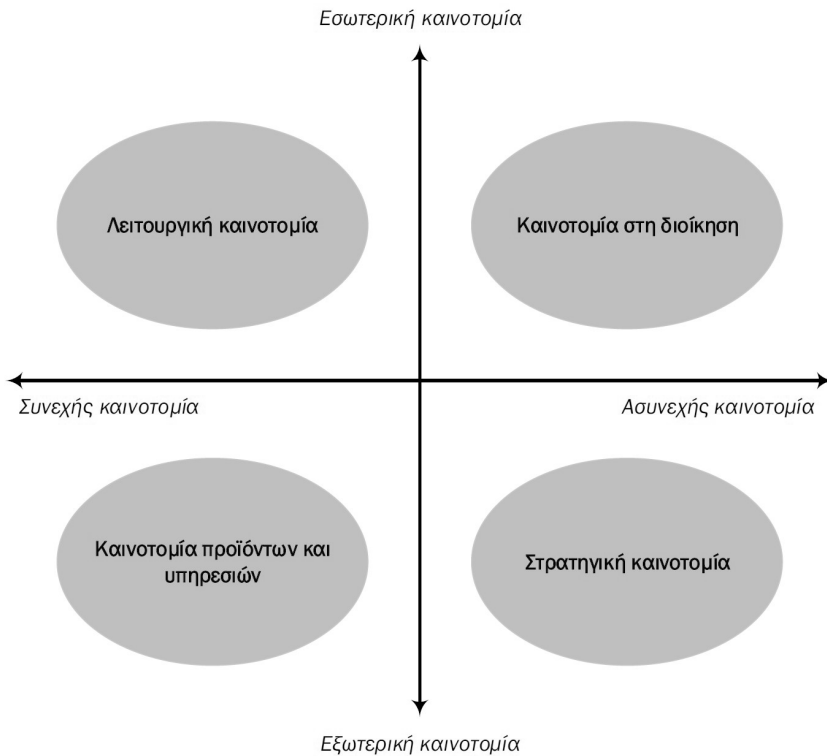 Εσωτερική καινοτομία
Λειτουργική καινοτομία
Καινοτομία στη διοίκηση
Συνεχής καινοτομία
Ασυνεχής καινοτομία
Καινοτομία προϊόντων και
υπηρεσιών
Στρατηγική καινοτομία
Εξωτερική καινοτομία